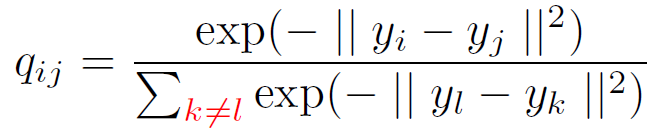 q_{ij} = \frac{\exp(- || y_i - y_j ||^2)}{\sum_{k \neq l} \exp(- || y_l - y_k ||^2)}